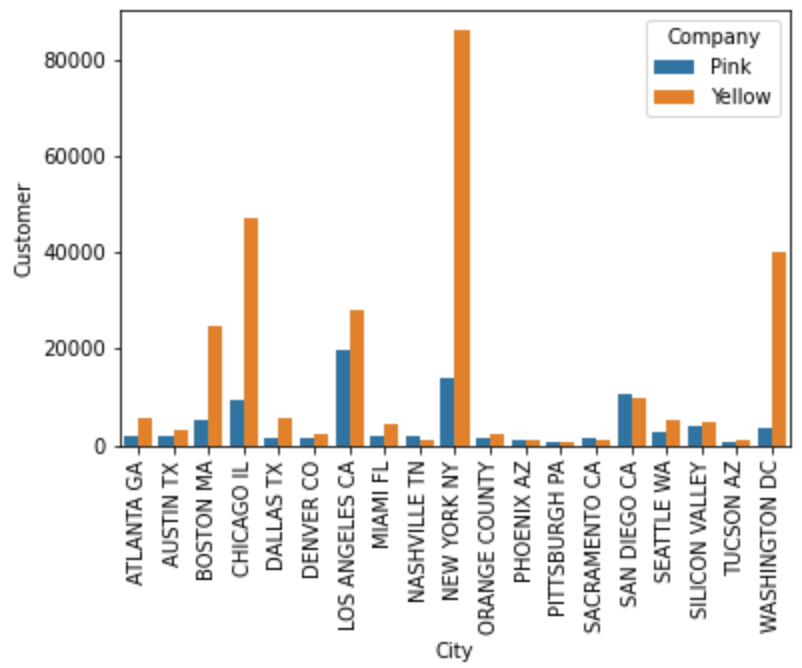 Company
Pink
Yellow
80000
60000
40000
20000
0
Customer
ATLANTA GA
AUSTIN TX
BOSTON MA
CHICAGO IL
DALLAS TX
DENVER CO
LOS ANGELES CA
MIAMI FL
NASHVILLE TN
NEW YORK NY
ORANGE COUNTY
PHOENIX AZ
PITTSBURGH PA
SACRAMENTO CA
SAN DIEGO CA
SEATTLE WA
SILICON VALLEY
TUCSON AZ
WASHINGTON DC
City